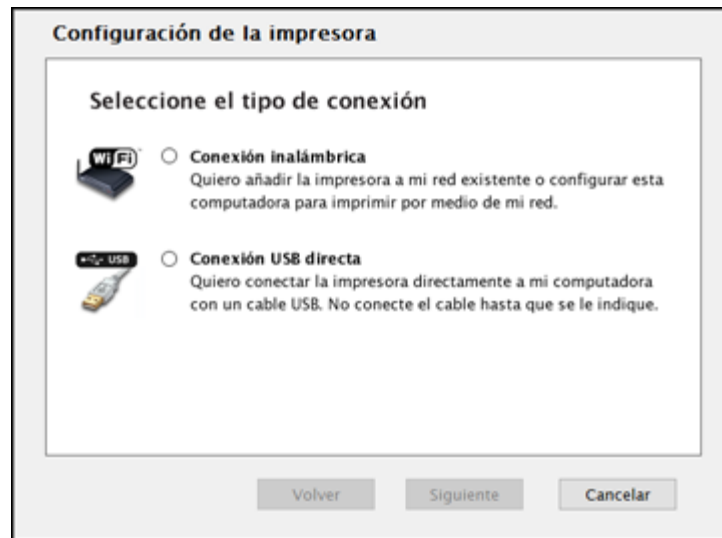 Configuración de la impresora
Seleccione el tipo de conexión
Wi Fi
Conexión inalámbrica
Quiero añadir la impresora a mi red existente o configurar esta
computadora para imprimir por medio de mi red.
USB
Conexión USB directa
Quiero conectar la impresora directamente a mi computadora
con un cable USB. No conecte el cable hasta que se le indique.
Volver
Siguiente
Cancelar